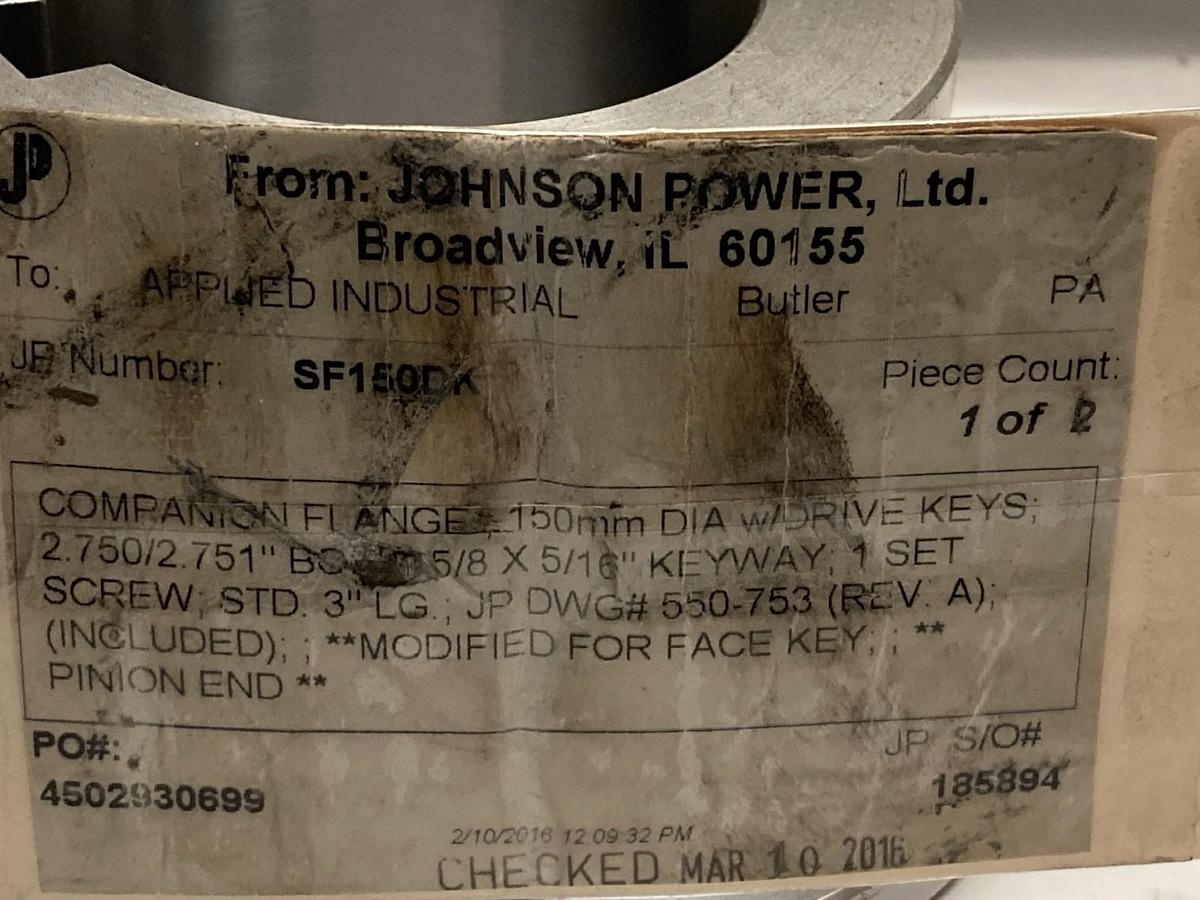 JP
From: JOHNSON POWER, Ltd.
Broadview, IL 60155
To: APPLIED INDUSTRIAL Butler PA
JP Number: SF150DK Piece Count:
1 of 2
COMPANION FLANGE; 150mm DIA w/DRIVE KEYS;
2.750/2.751" 5/8 X 5/16" KEYWAY; 1 SET
SCREW; STD. 3" LG.; JP DWG# 550-753 (REV. A);
(INCLUDED); ; **MODIFIED FOR FACE KEY; ; **
PINION END **
PO#: JP S/O#
4502930699 185894
2/10/2016 12:09:32 PM
CHECKED MAR 10 2016